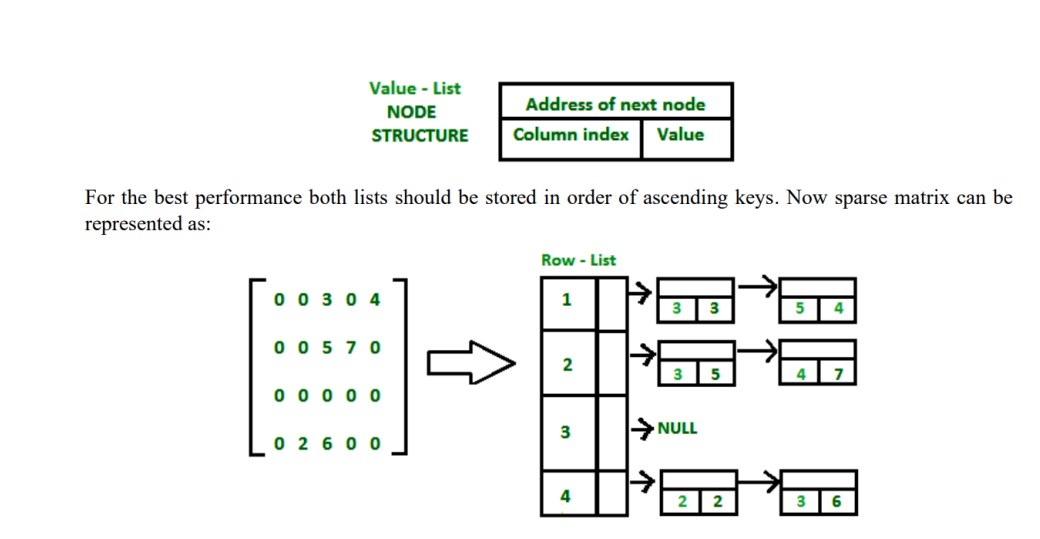 Value - List
NODE
STRUCTURE
Address of next node
Column index Value
For the best performance both lists should be stored in order of ascending keys. Now sparse matrix can be
represented as:
Row - List
0 0 3 0 4
0 0 5 7 0
0 0 0 0 0
0 2 6 0 0
1 3 3 5 4
2 3 5 4 7
3 NULL
4 2 2 3 6